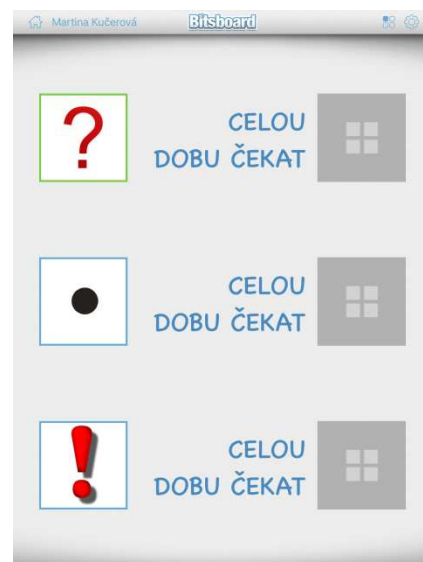 Martina Kučerová
Bitsboard
?
CELOU
DOBU ČEKAT
•
CELOU
DOBU ČEKAT
!
CELOU
DOBU ČEKAT